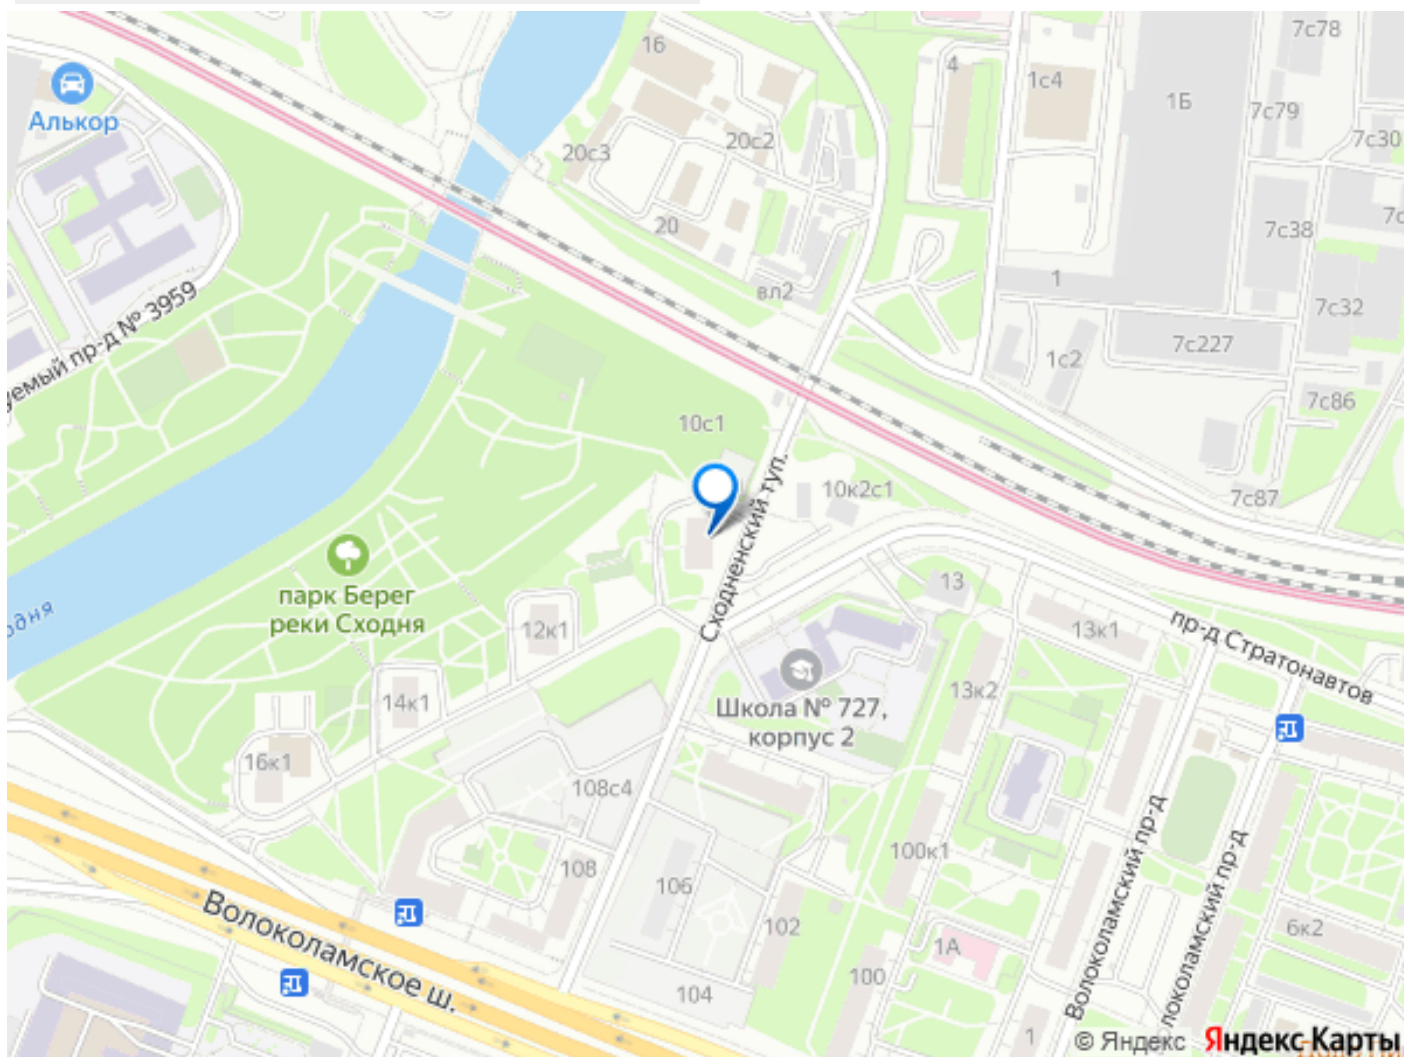 7с78
16
4
1с4
1Б
7с79
7с30
Алькор
20с3
20с2
20
7с38
вл2
1
7с32
уемый пр-д № 3959
1с2
7с227
7с86
10с1
Сходненский туп.
10к2с1
7с87
парк Берег
реки Сходня
одня
12к1
13
13к1
пр-д Стратонавтов
14к1
13к2
Школа № 727,
корпус 2
16к1
108с4
100к1
Волоколамский пр-д
108
106
102
олоколамский пр-д
6к2
Волоколамское ш.
1А
100
104
1
© Яндекс Яндекс Карты